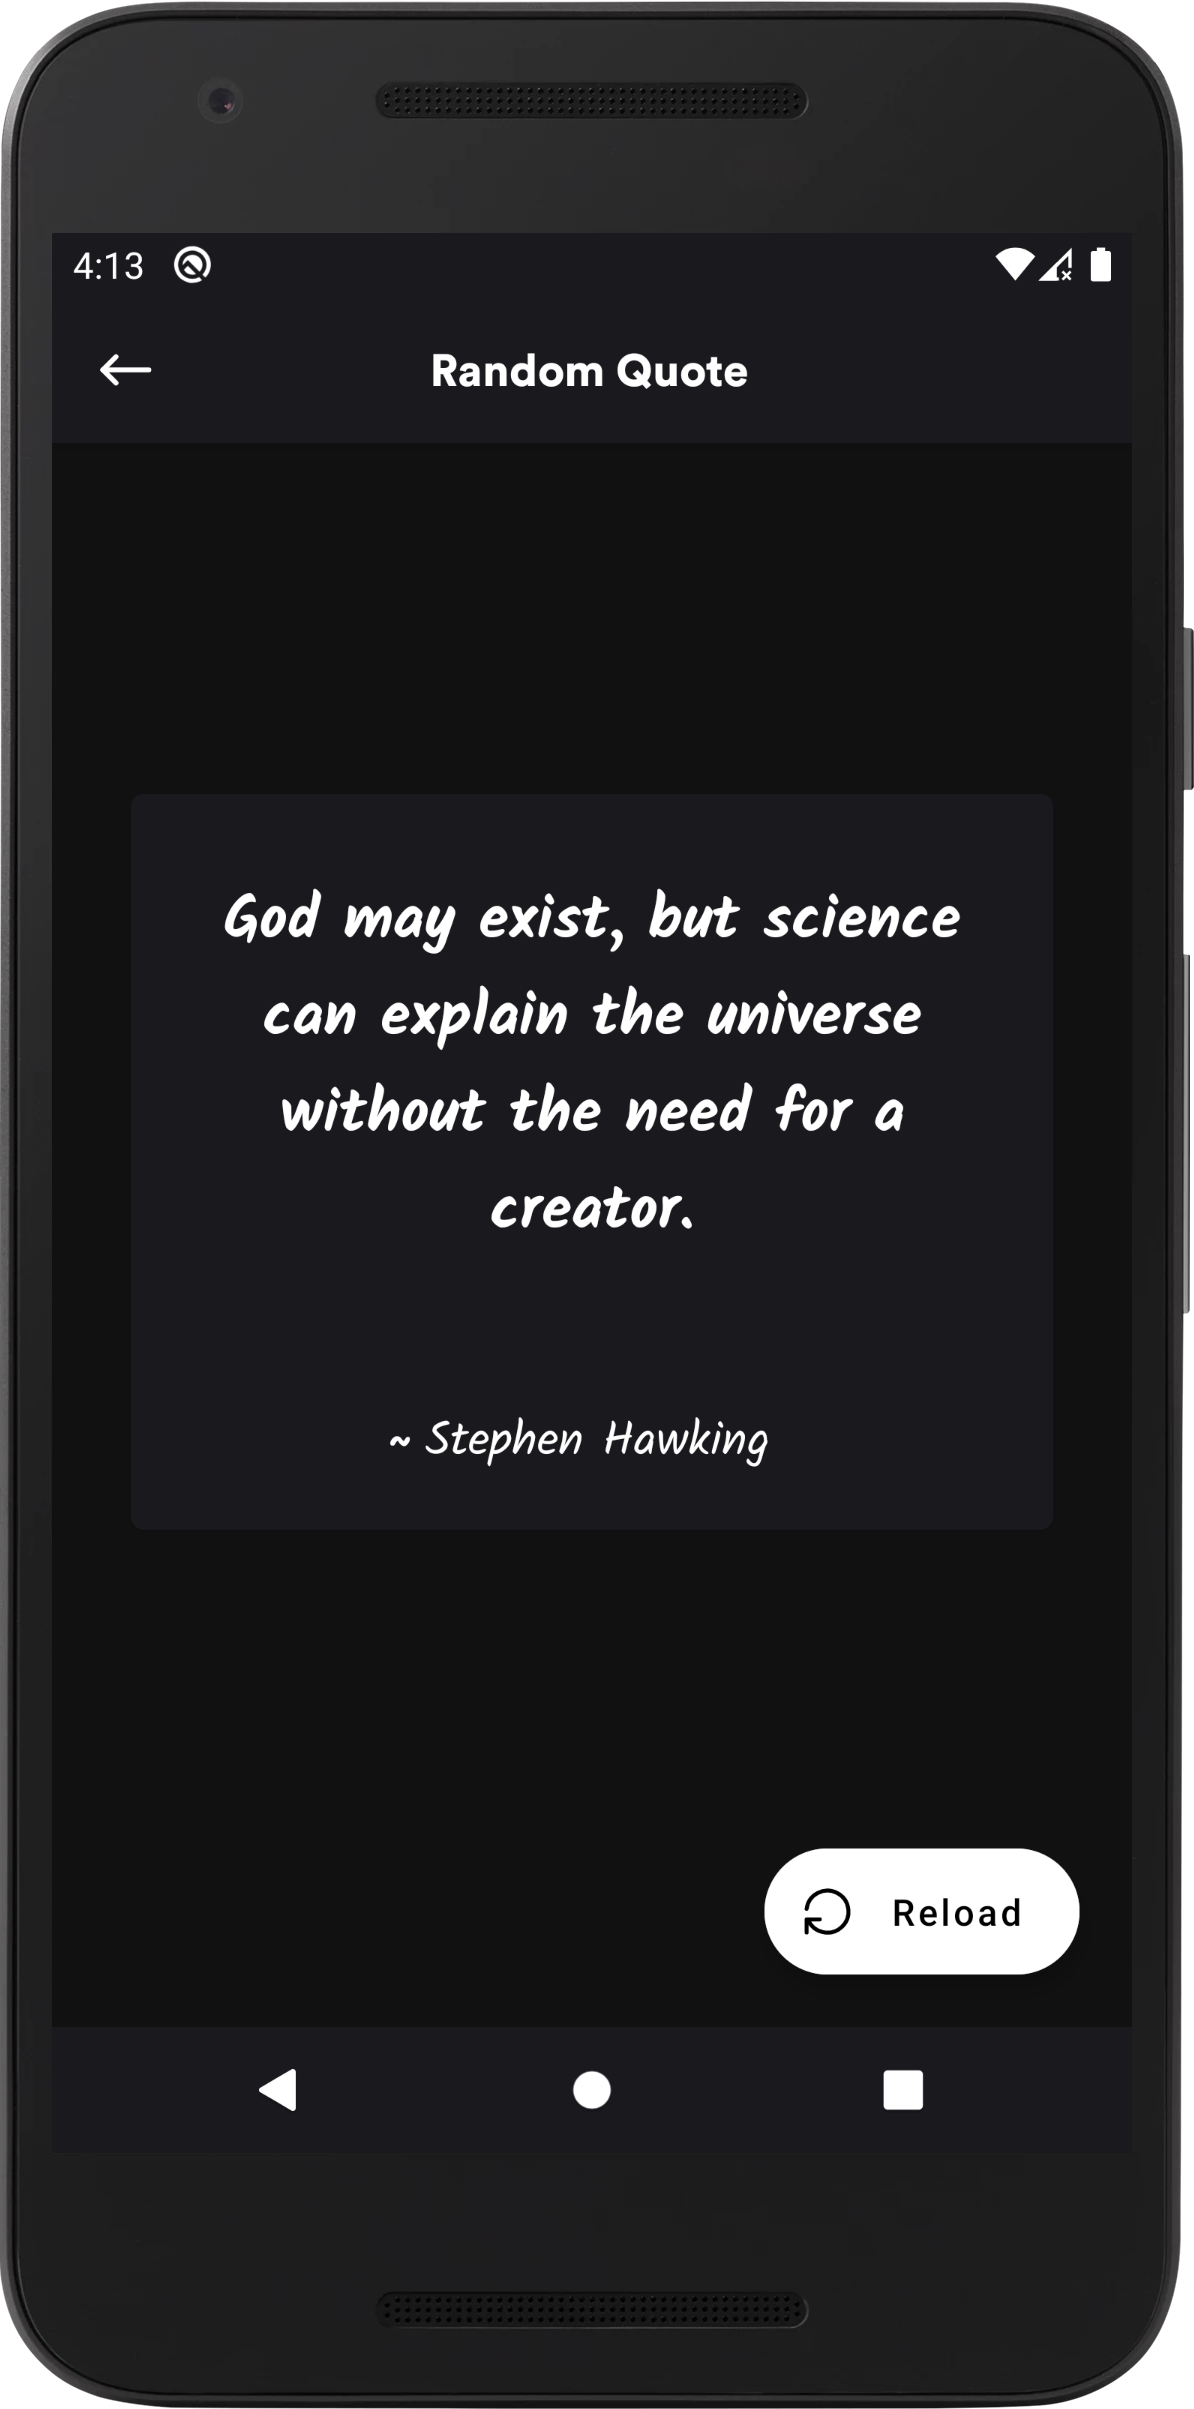 4:13
Random Quote
God may exist, but science
can explain the universe
without the need for a
creator.
~ Stephen Hawking
Reload